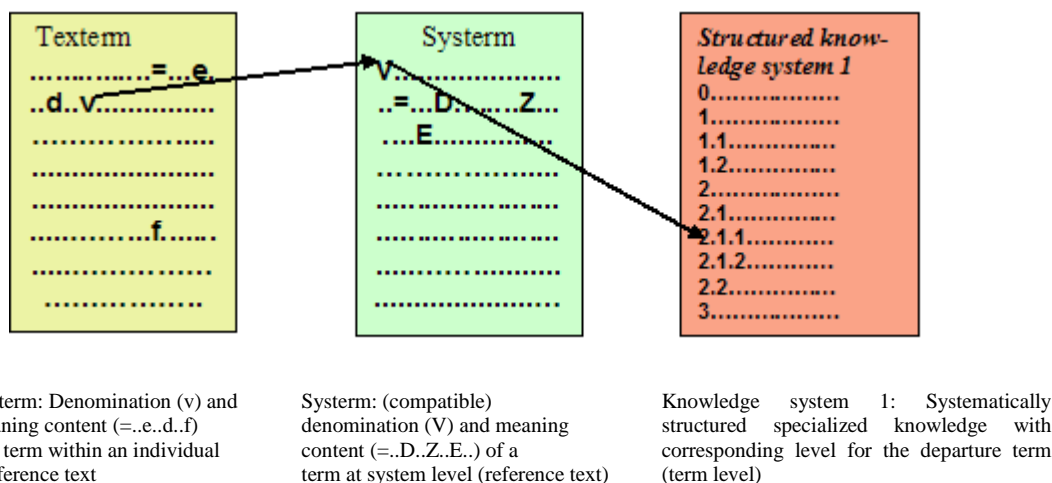 Texterm
..............=...e.
..d..v...............
.....................
.....................
.....................
..............f.......
.....................
..................
Systerm
V....................
..=...D.......Z...
....E..............
.....................
.....................
.....................
.....................
.....................
Structured know-
ledge system 1
0...................
1...................
1.1...............
1.2...............
2...................
2.1...............
2.1.1............
2.1.2............
2.2...............
3...................
term: Denomination (v) and
ning content (=..e..d..f)
term within an individual
ference text
Systerm: (compatible)
denomination (V) and meaning
content (=..D..Z..E..) of a
term at system level (reference text)
Knowledge system 1: Systematically
structured specialized knowledge with
corresponding level for the departure term
(term level)